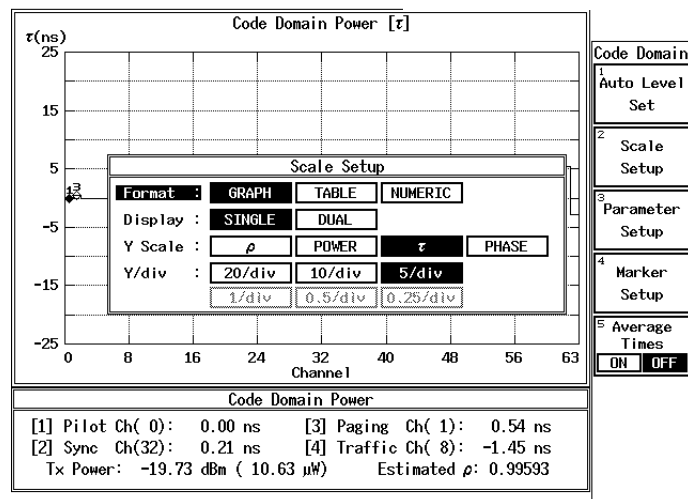 Code Domain Power [τ]
τ(ns)
25
15
5
-5
-15
-25
0 8 16 24 32 40 48 56 63
Channel
1 3
Scale Setup
Format : GRAPH TABLE NUMERIC
Display : SINGLE DUAL
Y Scale : ρ POWER τ PHASE
Y/div : 20/div 10/div 5/div
1/div 0.5/div 0.25/div
Code Domain
1
Auto Level
Set
2
Scale
Setup
3
Parameter
Setup
4
Marker
Setup
5
Average
Times
ON OFF
Code Domain Power
[1] Pilot Ch( 0): 0.00 ns [3] Paging Ch( 1): 0.54 ns
[2] Sync Ch(32): 0.21 ns [4] Traffic Ch( 8): -1.45 ns
Tx Power: -19.73 dBm ( 10.63 μW) Estimated ρ: 0.99593